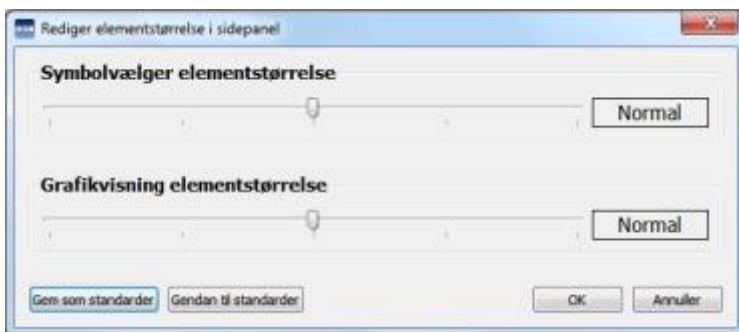 Rediger elementstørrelse i sidepanel
Symbolvælger elementstørrelse
Normal
Grafikvisning elementstørrelse
Normal
Gem som standarder Gendan til standarder OK Annuller